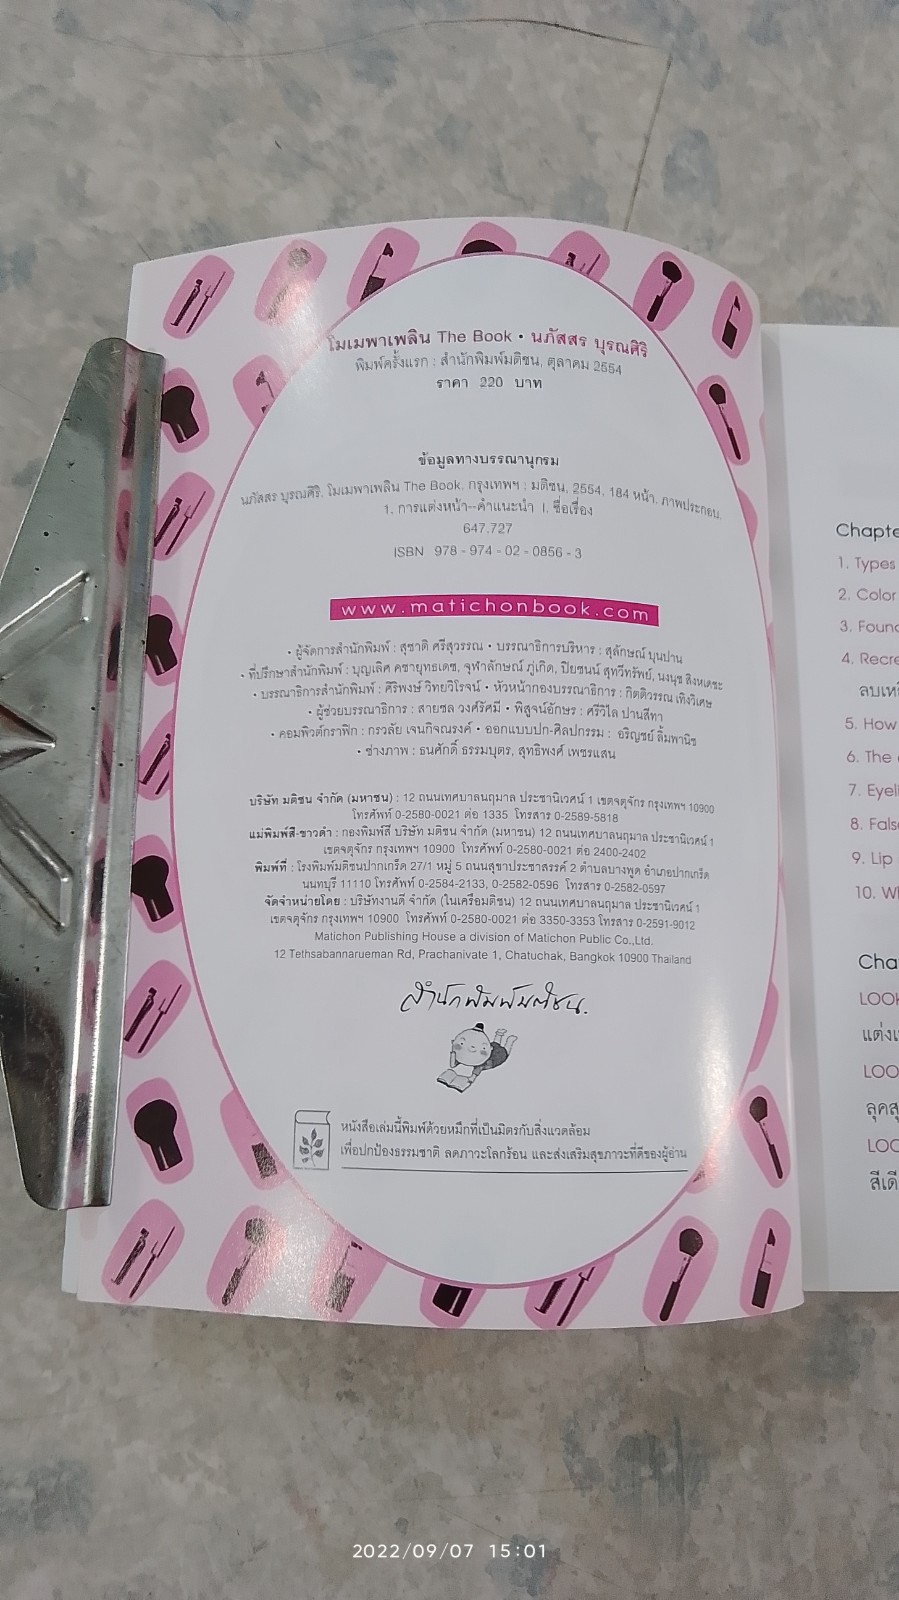 โมเมพาเพลิน The Book • นภัสสร บุรณศิริ
พิมพ์ครั้งแรก : สำนักพิมพ์มติชน, ตุลาคม 2554
ราคา 220 บาท
ข้อมูลทางบรรณานุกรม
นภัสสร บุรณศิริ. โมเมพาเพลิน The Book. กรุงเทพฯ : มติชน, 2554. 184 หน้า. ภาพประกอบ.
1. การแต่งหน้า--คำแนะนำ I. ชื่อเรื่อง
647.727
ISBN 978 - 974 - 02 - 0856 - 3
www.matichonbook.com
• ผู้จัดการสำนักพิมพ์ : สุชาติ ศรีสุวรรณ • บรรณาธิการบริหาร : สุลักษณ์ บุนปาน
• ที่ปรึกษาสำนักพิมพ์ : บุญเลิศ คชายุทธเดช, จุฬาลักษณ์ ภู่เกิด, ปิยชนน์ สุทวีทรัพย์, นงนุช สิงหเดชะ
• บรรณาธิการสำนักพิมพ์ : ศิริพงษ์ วิทยวิโรจน์ • หัวหน้ากองบรรณาธิการ : กิตติวรรณ เทิงวิเศษ
• ผู้ช่วยบรรณาธิการ : สายชล วงศ์รัศมี • พิสูจน์อักษร : ศรีวิไล ปานสีทา
• คอมพิวต์กราฟิก : กรวลัย เจนกิจณรงค์ • ออกแบบปก-ศิลปกรรม : อริญชย์ ลิ้มพานิช
• ช่างภาพ : ธนศักดิ์ ธรรมบุตร, สุทธิพงศ์ เพชรแสน
บริษัท มติชน จำกัด (มหาชน) : 12 ถนนเทศบาลนฤมาล ประชานิเวศน์ 1 เขตจตุจักร กรุงเทพฯ 10900
โทรศัพท์ 0-2580-0021 ต่อ 1335 โทรสาร 0-2589-5818
แม่พิมพ์สี-ขาวดำ : กองพิมพ์สี บริษัท มติชน จำกัด (มหาชน) 12 ถนนเทศบาลนฤมาล ประชานิเวศน์ 1
เขตจตุจักร กรุงเทพฯ 10900 โทรศัพท์ 0-2580-0021 ต่อ 2400-2402
พิมพ์ที่ : โรงพิมพ์มติชนปากเกร็ด 27/1 หมู่ 5 ถนนสุขาประชาสรรค์ 2 ตำบลบางพูด อำเภอปากเกร็ด
นนทบุรี 11110 โทรศัพท์ 0-2584-2133, 0-2582-0596 โทรสาร 0-2582-0597
จัดจำหน่ายโดย : บริษัทงานดี จำกัด (ในเครือมติชน) 12 ถนนเทศบาลนฤมาล ประชานิเวศน์ 1
เขตจตุจักร กรุงเทพฯ 10900 โทรศัพท์ 0-2580-0021 ต่อ 3350-3353 โทรสาร 0-2591-9012
Matichon Publishing House a division of Matichon Public Co.,Ltd.
12 Tethsabannarueman Rd, Prachanivate 1, Chatuchak, Bangkok 10900 Thailand
สำนักพิมพ์มติชน.
หนังสือเล่มนี้พิมพ์ด้วยหมึกที่เป็นมิตรกับสิ่งแวดล้อม
เพื่อปกป้องธรรมชาติ ลดภาวะโลกร้อน และส่งเสริมสุขภาวะที่ดีของผู้อ่าน
Chapte
1. Types
2. Color
3. Foun
4. Recre
ลบเห
5. How
6. The
7. Eyeli
8. Fals
9. Lip
10. W
Cha
LOO
แต่ง
LOO
ลุคสุ
LOO
สีเดี
2022/09/07 15:01